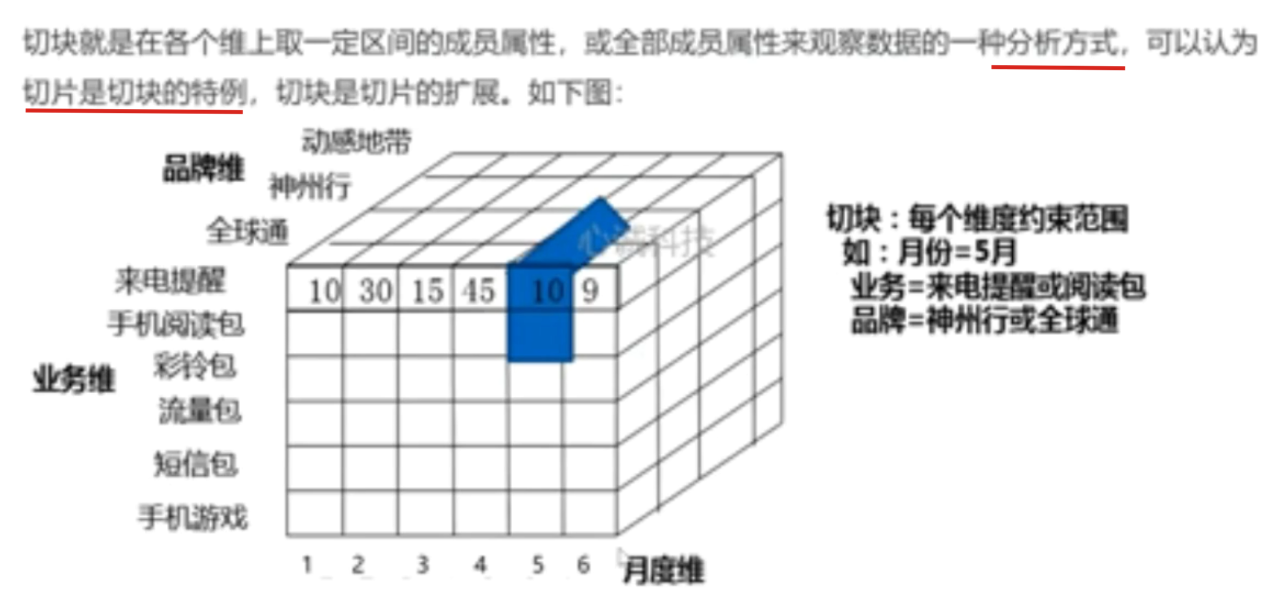 切块就是在各个维上取一定区间的成员属性，或全部成员属性来观察数据的一种分析方式，可以认为
切片是切块的特例，切块是切片的扩展。如下图：
动感地带
品牌维
神州行
全球通
心诚科技
切块：每个维度约束范围
如：月份=5月
业务=来电提醒或阅读包
品牌=神州行或全球通
来电提醒
10 30 15 45 10 9
手机阅读包
彩铃包
业务维
流量包
短信包
手机游戏
1 2 3 4 5 6 月度维